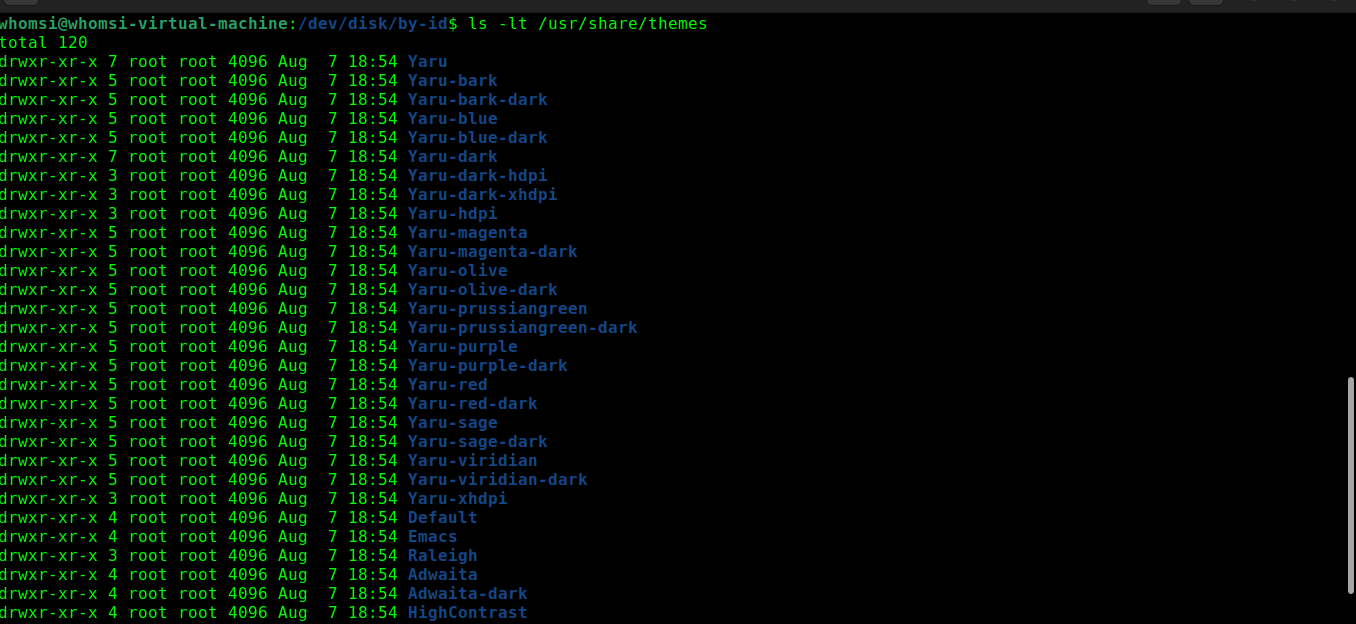 whomsi@whomsi-virtual-machine:/dev/disk/by-id$ ls -lt /usr/share/themes
total 120
drwxr-xr-x 7 root root 4096 Aug  7 18:54 Yaru
drwxr-xr-x 5 root root 4096 Aug  7 18:54 Yaru-bark
drwxr-xr-x 5 root root 4096 Aug  7 18:54 Yaru-bark-dark
drwxr-xr-x 5 root root 4096 Aug  7 18:54 Yaru-blue
drwxr-xr-x 5 root root 4096 Aug  7 18:54 Yaru-blue-dark
drwxr-xr-x 7 root root 4096 Aug  7 18:54 Yaru-dark
drwxr-xr-x 3 root root 4096 Aug  7 18:54 Yaru-dark-hdpi
drwxr-xr-x 3 root root 4096 Aug  7 18:54 Yaru-dark-xhdpi
drwxr-xr-x 3 root root 4096 Aug  7 18:54 Yaru-hdpi
drwxr-xr-x 5 root root 4096 Aug  7 18:54 Yaru-magenta
drwxr-xr-x 5 root root 4096 Aug  7 18:54 Yaru-magenta-dark
drwxr-xr-x 5 root root 4096 Aug  7 18:54 Yaru-olive
drwxr-xr-x 5 root root 4096 Aug  7 18:54 Yaru-olive-dark
drwxr-xr-x 5 root root 4096 Aug  7 18:54 Yaru-prussiangreen
drwxr-xr-x 5 root root 4096 Aug  7 18:54 Yaru-prussiangreen-dark
drwxr-xr-x 5 root root 4096 Aug  7 18:54 Yaru-purple
drwxr-xr-x 5 root root 4096 Aug  7 18:54 Yaru-purple-dark
drwxr-xr-x 5 root root 4096 Aug  7 18:54 Yaru-red
drwxr-xr-x 5 root root 4096 Aug  7 18:54 Yaru-red-dark
drwxr-xr-x 5 root root 4096 Aug  7 18:54 Yaru-sage
drwxr-xr-x 5 root root 4096 Aug  7 18:54 Yaru-sage-dark
drwxr-xr-x 5 root root 4096 Aug  7 18:54 Yaru-viridian
drwxr-xr-x 5 root root 4096 Aug  7 18:54 Yaru-viridian-dark
drwxr-xr-x 3 root root 4096 Aug  7 18:54 Yaru-xhdpi
drwxr-xr-x 4 root root 4096 Aug  7 18:54 Default
drwxr-xr-x 4 root root 4096 Aug  7 18:54 Emacs
drwxr-xr-x 3 root root 4096 Aug  7 18:54 Raleigh
drwxr-xr-x 4 root root 4096 Aug  7 18:54 Adwaita
drwxr-xr-x 4 root root 4096 Aug  7 18:54 Adwaita-dark
drwxr-xr-x 4 root root 4096 Aug  7 18:54 HighContrast